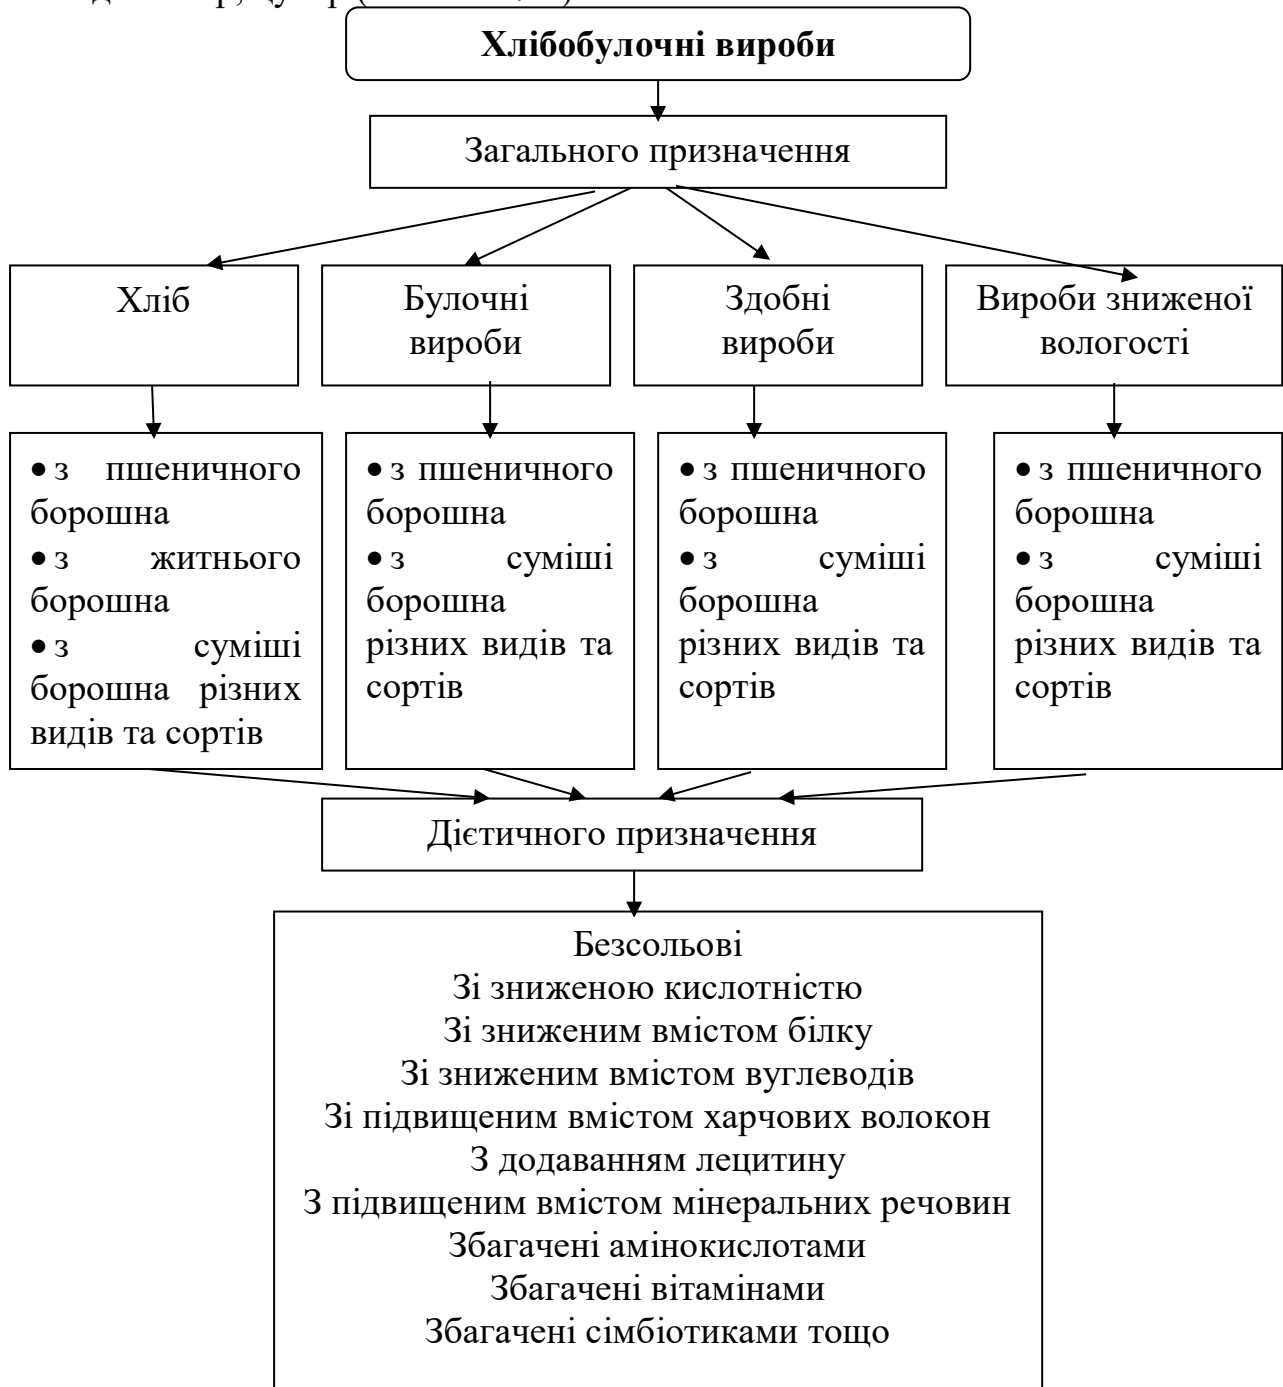 Хлібобулочні вироби
Загального призначення
Хліб
Булочні
вироби
Здобні
вироби
Вироби зниженої
вологості
• з пшеничного
борошна
• з житнього
борошна
• з суміші
борошна різних
видів та сортів
• з пшеничного
борошна
• з суміші
борошна
різних видів та
сортів
• з пшеничного
борошна
• з суміші
борошна
різних видів та
сортів
• з пшеничного
борошна
• з суміші
борошна
різних видів та
сортів
Дієтичного призначення
Безсольові
Зі зниженою кислотністю
Зі зниженим вмістом білку
Зі зниженим вмістом вуглеводів
Зі підвищеним вмістом харчових волокон
З додаванням лецитину
З підвищеним вмістом мінеральних речовин
Збагачені амінокислотами
Збагачені вітамінами
Збагачені сімбіотиками тощо